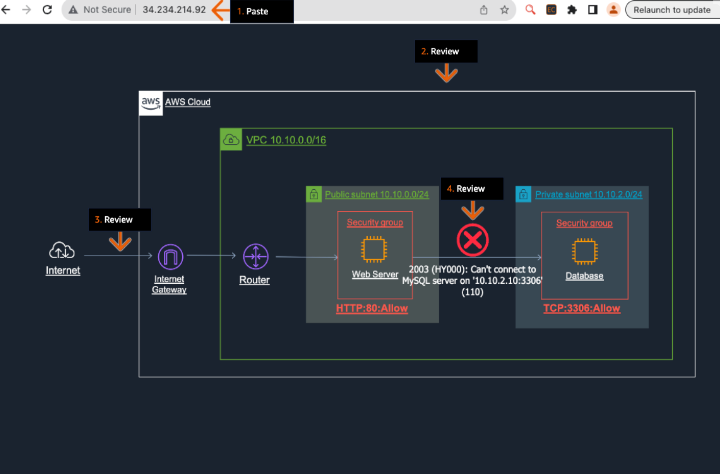 Not Secure | 34.234.214.92
1. Paste
Relaunch to update
2. Review
aws
AWS Cloud
VPC 10.10.0.0/16
Public subnet 10.10.0.0/24
4. Review
Private subnet 10.10.2.0/24
3. Review
Security group
Security group
Internet
Internet
Gateway
Router
Web Server
2003 (HY000): Can't connect to
MySQL server on '10.10.2.10:3306'
(110)
Database
HTTP:80:Allow
TCP:3306:Allow